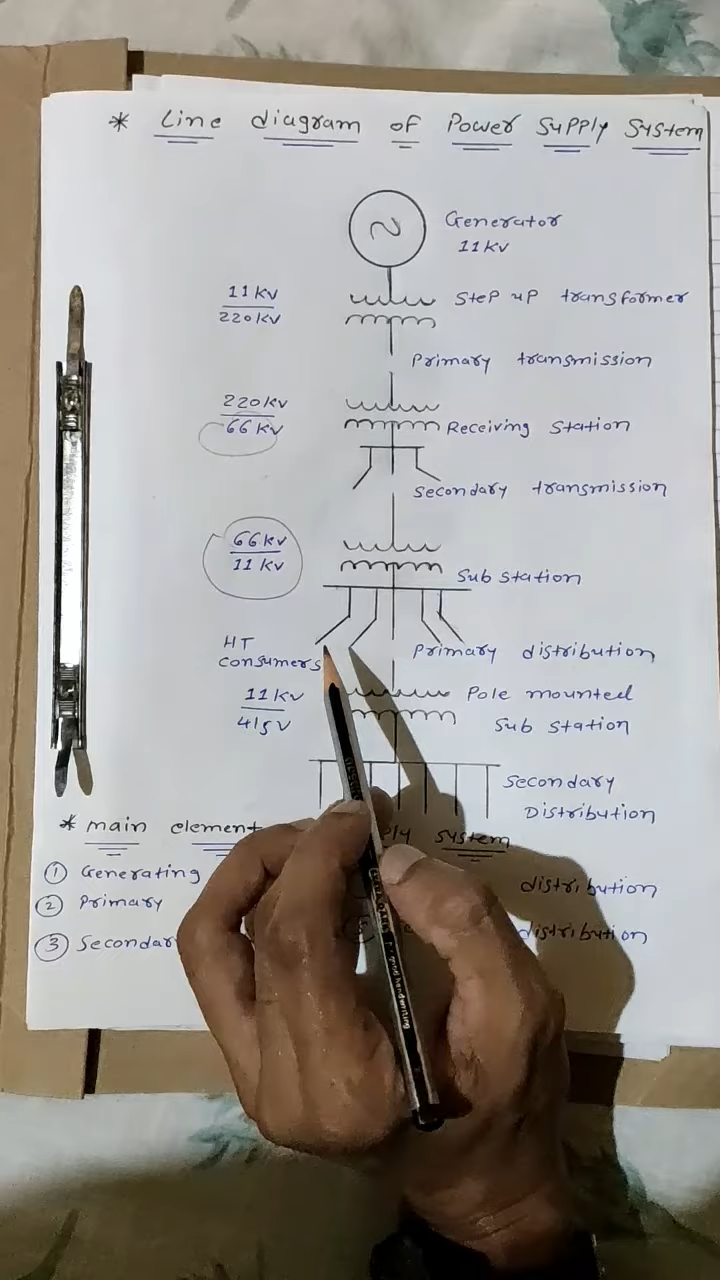 * Line diagram of Power Supply System
Generator
11kv
11kv
220kv
Step up transformer
Primary transmission
220kv
66kv
Receiving Station
Secondary transmission
66kv
11kv
Sub station
HT
consumers
Primary distribution
11kv
415v
Pole mounted
Sub station
Secondary
Distribution
* main element
system
① Generating
distribution
② Primary
③ Secondar
distribution